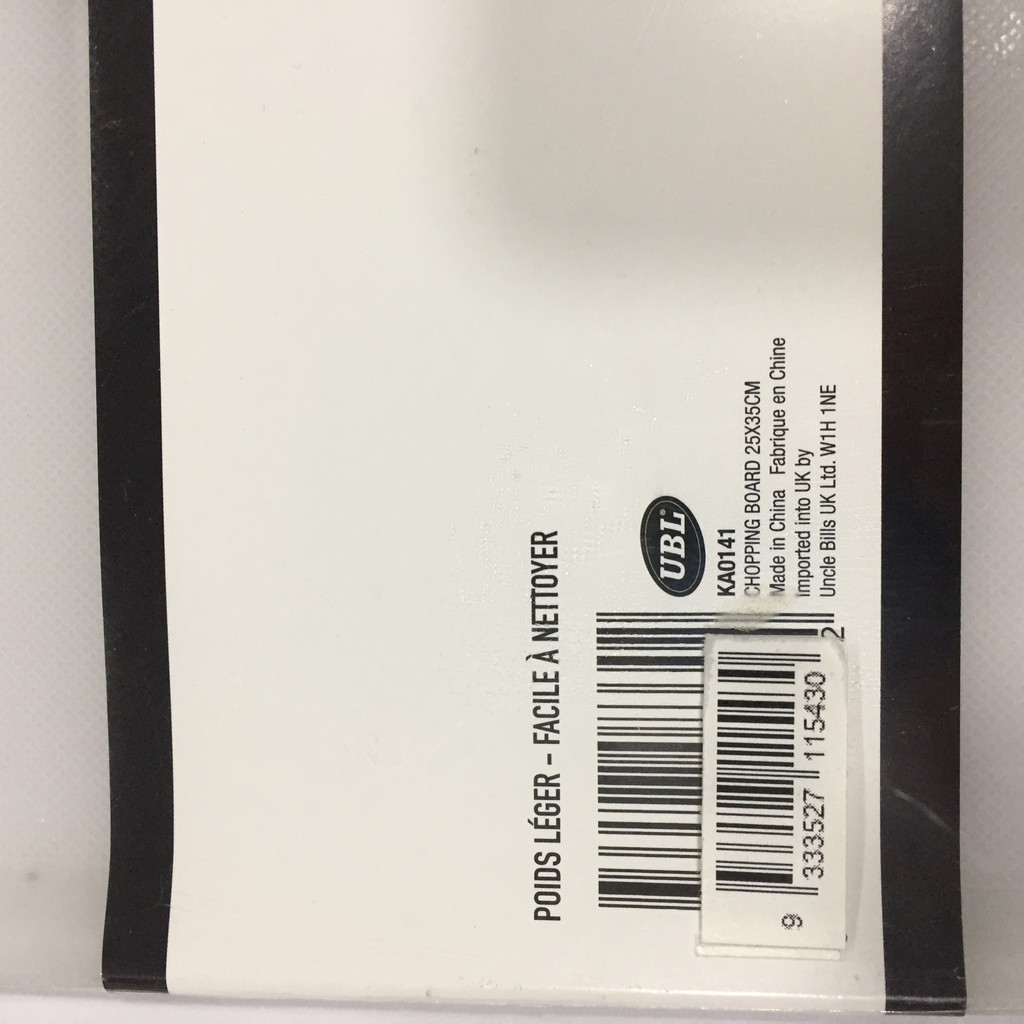 POIDS LÉGER - FACILE À NETTOYER
UBL®
KA0141
CHOPPING BOARD 25X35CM
Made in China Fabrique en Chine
Imported into UK by
Uncle Bills UK Ltd. W1H 1NE
2
9 333527 115430